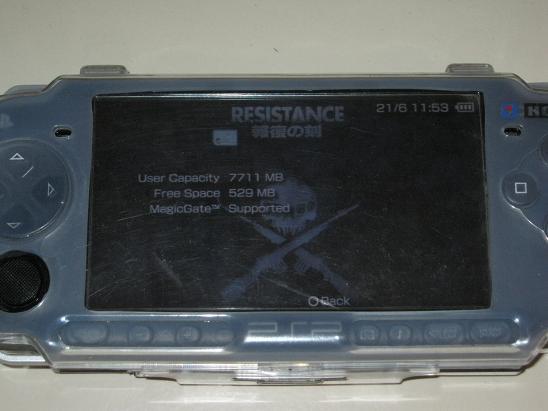 RESISTANCE
報復の刻
21/6 11:53
User Capacity 7711 MB
Free Space 529 MB
MagicGate™ Supported
Back
PSP